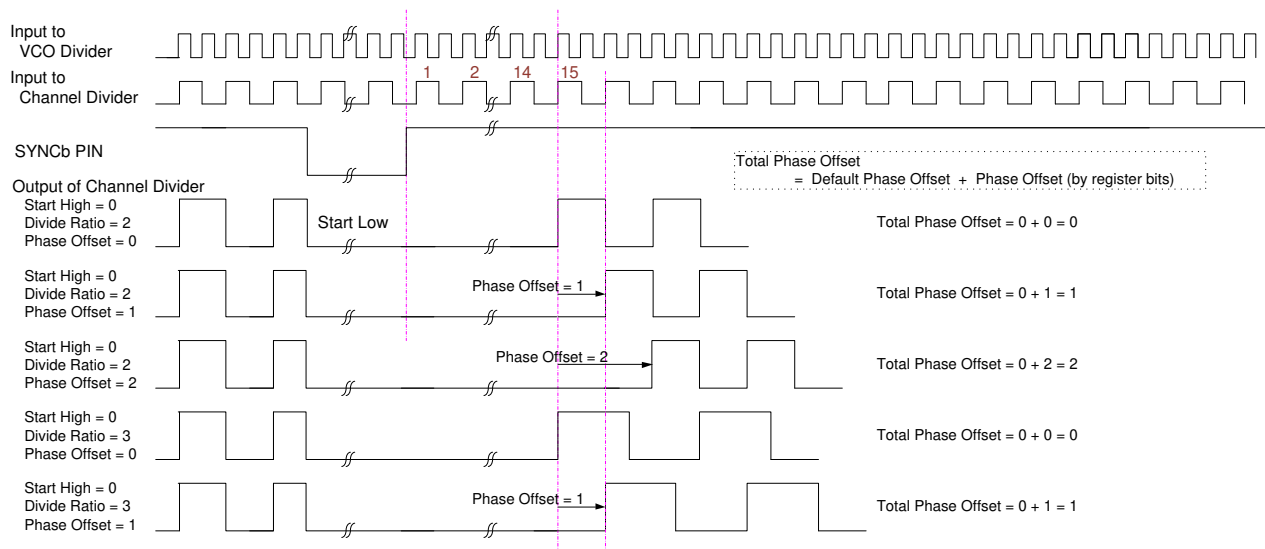 Input to
VCO Divider
Input to
Channel Divider
1 2 14 15
SYNCb PIN
Total Phase Offset
= Default Phase Offset + Phase Offset (by register bits)
Output of Channel Divider
Start High = 0
Divide Ratio = 2
Phase Offset = 0
Start Low
Total Phase Offset = 0 + 0 = 0
Start High = 0
Divide Ratio = 2
Phase Offset = 1
Phase Offset = 1
Total Phase Offset = 0 + 1 = 1
Start High = 0
Divide Ratio = 2
Phase Offset = 2
Phase Offset = 2
Total Phase Offset = 0 + 2 = 2
Start High = 0
Divide Ratio = 3
Phase Offset = 0
Total Phase Offset = 0 + 0 = 0
Start High = 0
Divide Ratio = 3
Phase Offset = 1
Phase Offset = 1
Total Phase Offset = 0 + 1 = 1